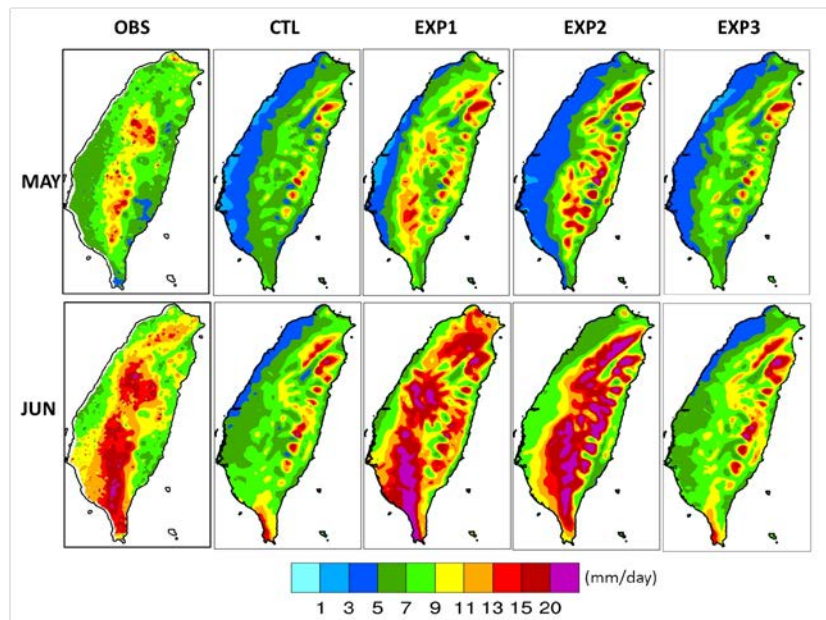 OBS CTL EXP1 EXP2 EXP3
MAY
JUN
(mm/day)
1 3 5 7 9 11 13 15 20